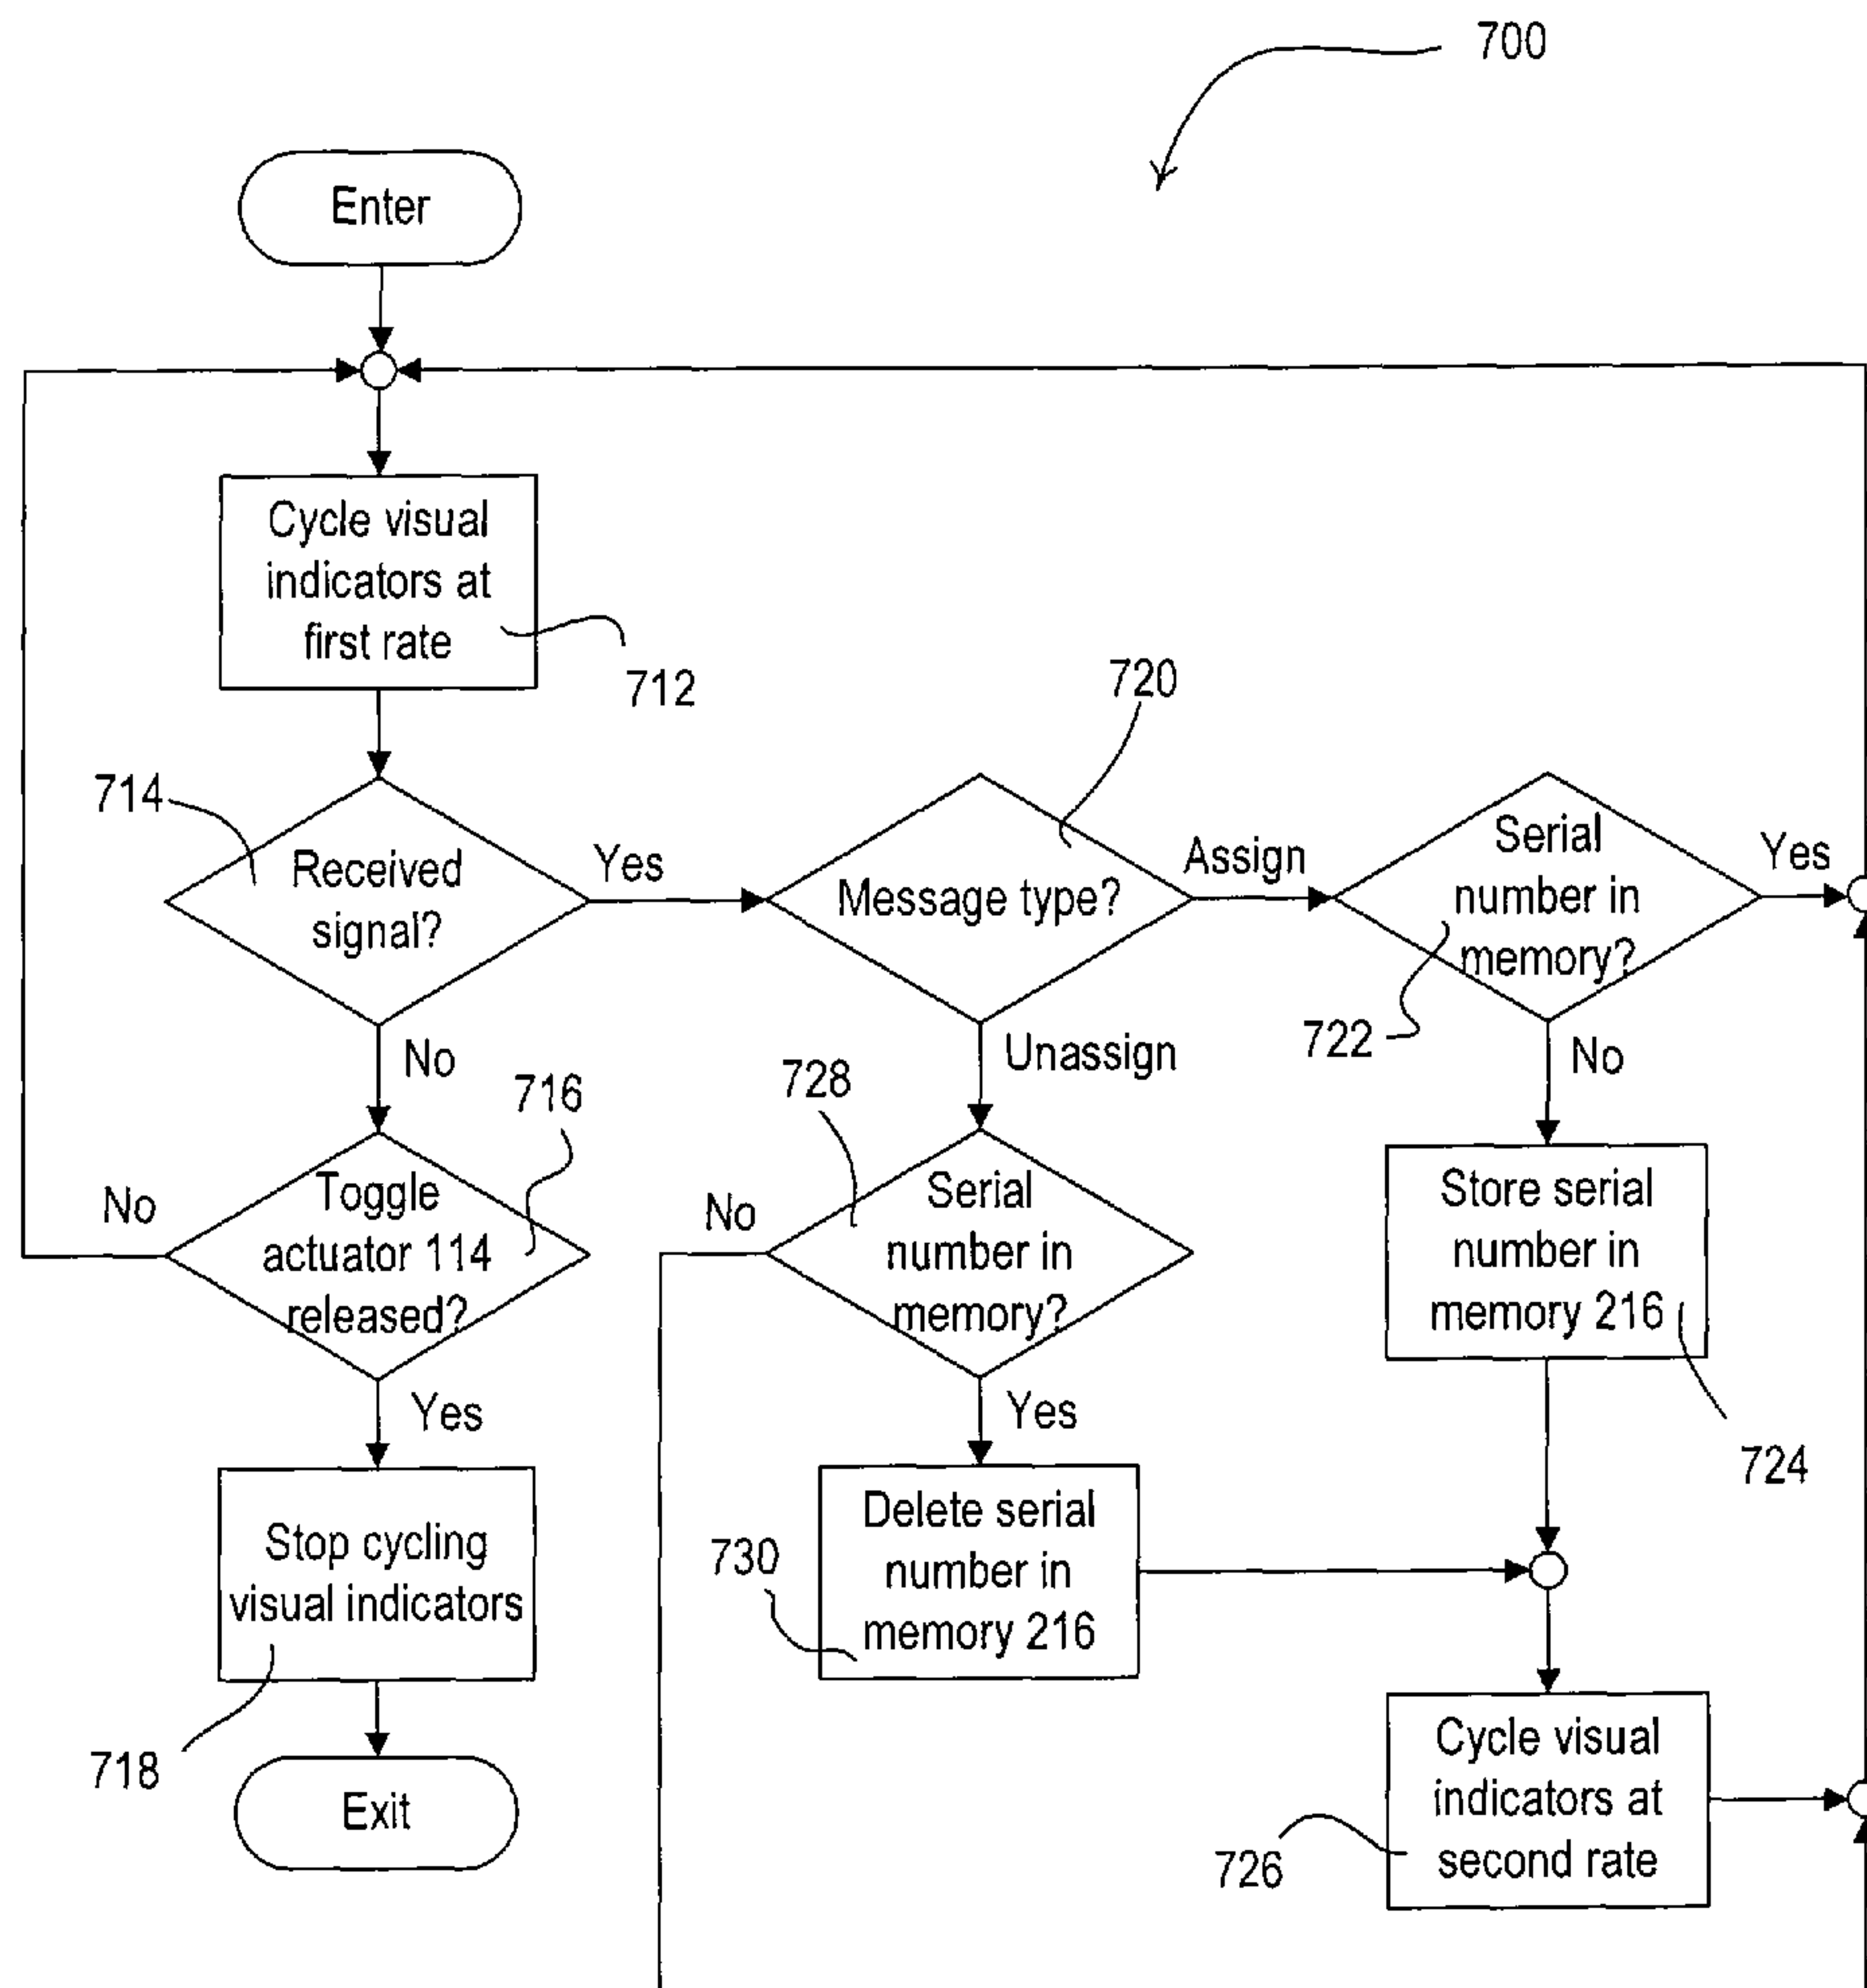 700
Enter
Cycle visual
indicators at
first rate
712
714
Received
signal?
Yes
No
720
Message type?
Assign
Unassign
Serial
number in
memory?
722
Yes
No
716
Toggle
actuator 114
released?
No
Yes
728
Serial
number in
memory?
No
Yes
Store serial
number in
memory 216
724
Stop cycling
visual indicators
718
Delete serial
number in
memory 216
730
Cycle visual
indicators at
second rate
726
Exit